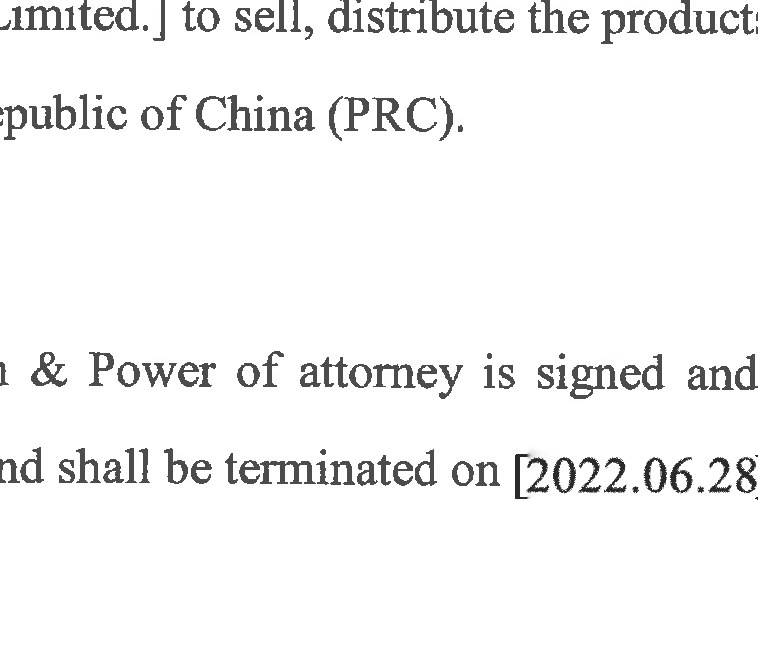 Limited.] to sell, distribute the products
epublic of China (PRC).
& Power of attorney is signed and
nd shall be terminated on [2022.06.28]